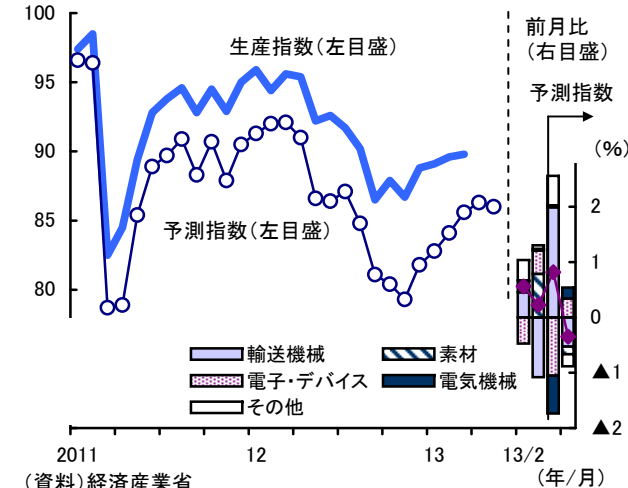 100
95
90
85
80
生産指数(左目盛)
予測指数(左目盛)
前月比
(右目盛)
予測指数
(%)
2
1
0
▲1
▲2
輸送機械
素材
電子・デバイス
電気機械
その他
2011 12 13 13/2
(年/月)
(資料)経済産業省